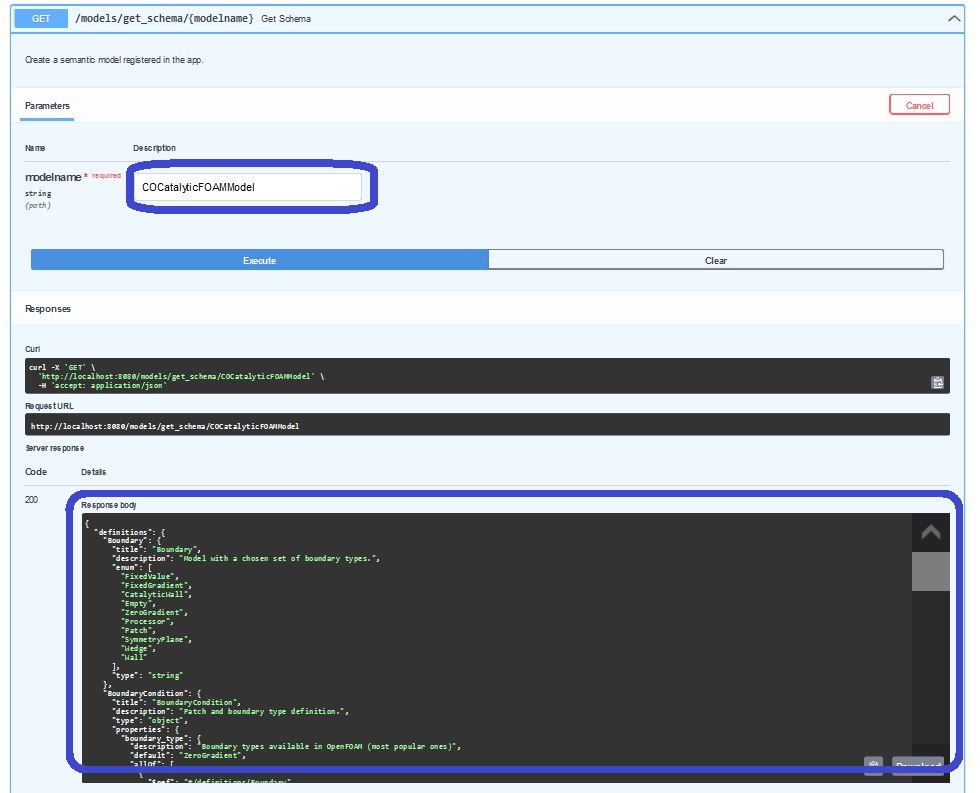 GET /models/get_schema/{modelname} Get Schema
Create a semantic model registered in the app.
Parameters
Cancel
Name Description
modelname * required
string
(path)
COCatalyticFOAMModel
Execute
Clear
Responses
Curl
curl -X 'GET' \
'http://localhost:8080/models/get_schema/COCatalyticFOAMModel' \
-H 'accept: application/json'
Request URL
http://localhost:8080/models/get_schema/COCatalyticFOAMModel
Server response
Code Details
200
Response body
{
"definitions": {
"Boundary": {
"title": "Boundary",
"description": "Model with a chosen set of boundary types.",
"enum": [
"FixedValue",
"FixedGradient",
"CatalyticWall",
"Empty",
"ZeroGradient",
"Processor",
"Patch",
"SymmetryPlane",
"Wedge",
"Wall"
],
"type": "string"
},
"BoundaryCondition": {
"title": "BoundaryCondition",
"description": "Patch and boundary type definition.",
"type": "object",
"properties": {
"boundary_type": {
"description": "Boundary types available in OpenFOAM (most popular ones)",
"default": "ZeroGradient",
"allOf": [
{
"$ref": "#/definitions/Boundary"
Download